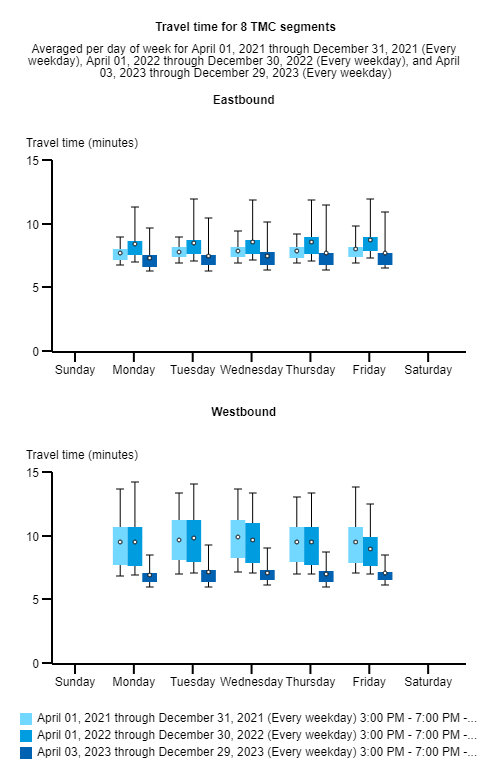 Travel time for 8 TMC segments
Averaged per day of week for April 01, 2021 through December 31, 2021 (Every
weekday), April 01, 2022 through December 30, 2022 (Every weekday), and April
03, 2023 through December 29, 2023 (Every weekday)
Eastbound
Travel time (minutes)
15
10
5
0
Sunday Monday Tuesday Wednesday Thursday Friday Saturday
Westbound
Travel time (minutes)
15
10
5
0
Sunday Monday Tuesday Wednesday Thursday Friday Saturday
April 01, 2021 through December 31, 2021 (Every weekday) 3:00 PM - 7:00 PM -...
April 01, 2022 through December 30, 2022 (Every weekday) 3:00 PM - 7:00 PM -...
April 03, 2023 through December 29, 2023 (Every weekday) 3:00 PM - 7:00 PM -...